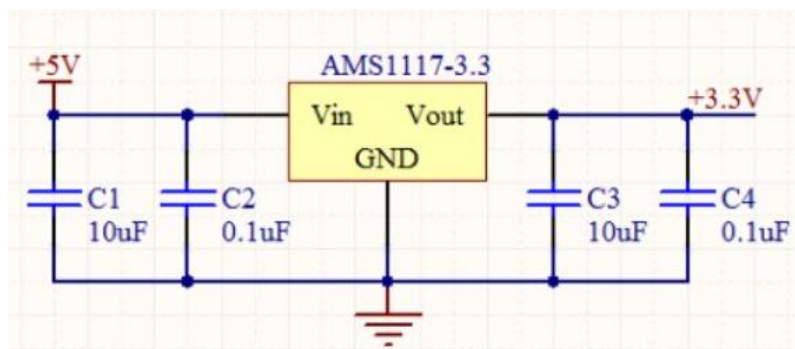 +5V
AMS1117-3.3
+3.3V
Vin
Vout
GND
C1
10uF
C2
0.1uF
C3
10uF
C4
0.1uF